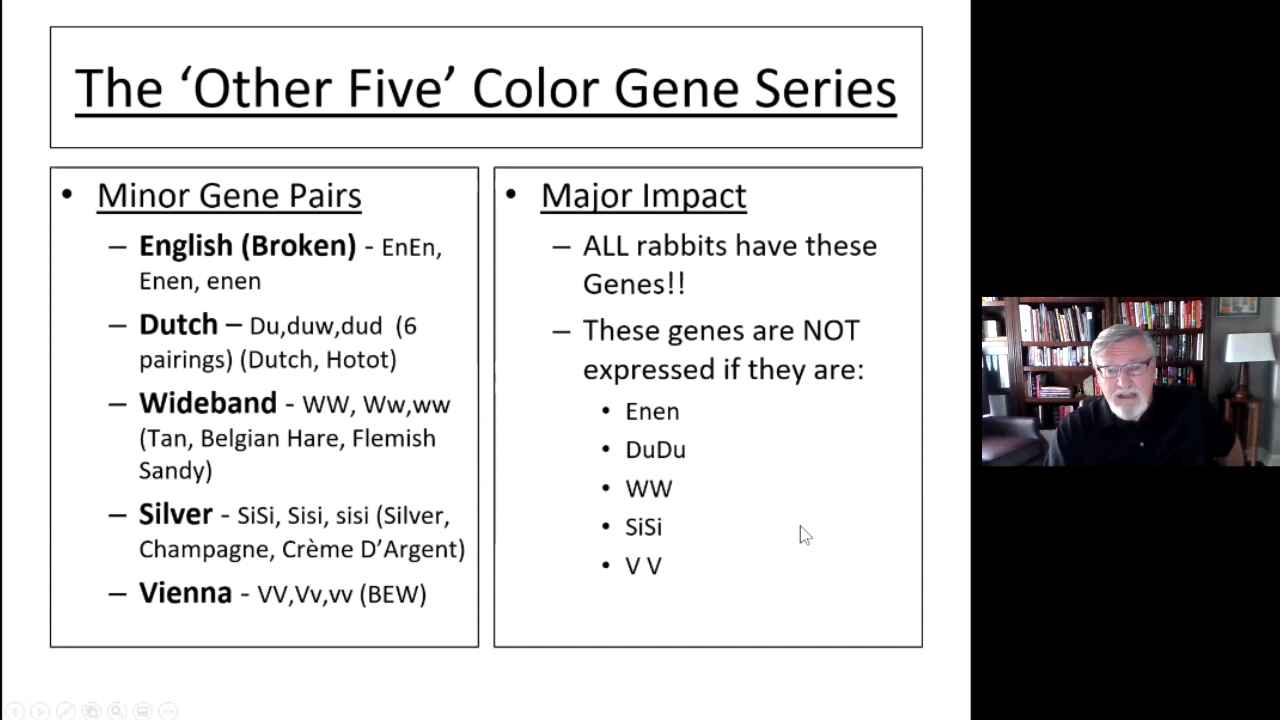 The ‘Other Five’ Color Gene Series
• Minor Gene Pairs
– English (Broken) - EnEn,
Enen, enen
– Dutch – Du,duw,dud (6
pairings) (Dutch, Hotot)
– Wideband - WW, Ww,ww
(Tan, Belgian Hare, Flemish
Sandy)
– Silver - SiSi, Sisi, sisi (Silver,
Champagne, Crème D’Argent)
– Vienna - VV,Vv,vv (BEW)
• Major Impact
– ALL rabbits have these
Genes!!
– These genes are NOT
expressed if they are:
• Enen
• DuDu
• WW
• SiSi
• V V